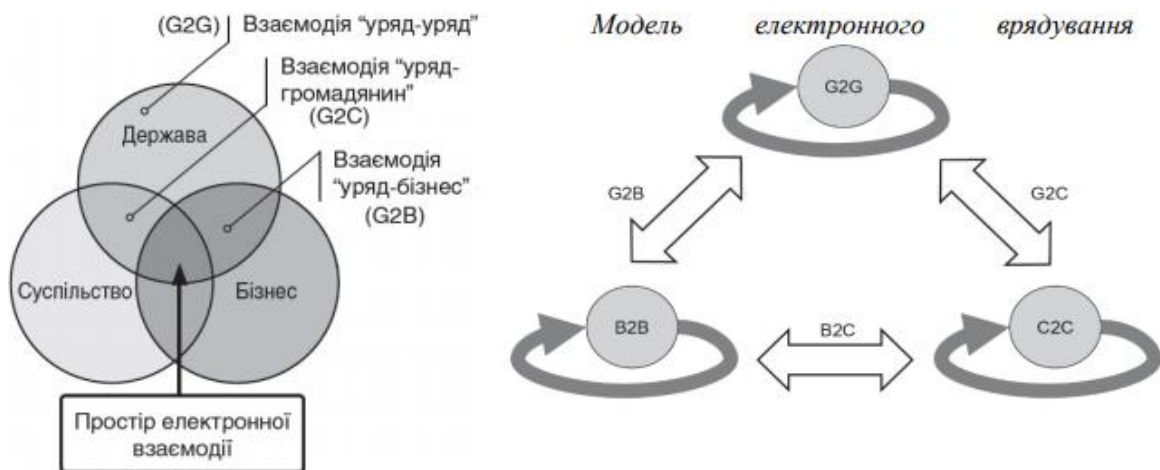 (G2G) Взаємодія “уряд-уряд”
Взаємодія “уряд-
громадянин”
(G2C)
Держава
Взаємодія
“уряд-бізнес”
(G2B)
Суспільство
Бізнес
Простір електронної
взаємодії
Модель електронного врядування
G2G
G2B
G2C
B2B
B2C
C2C